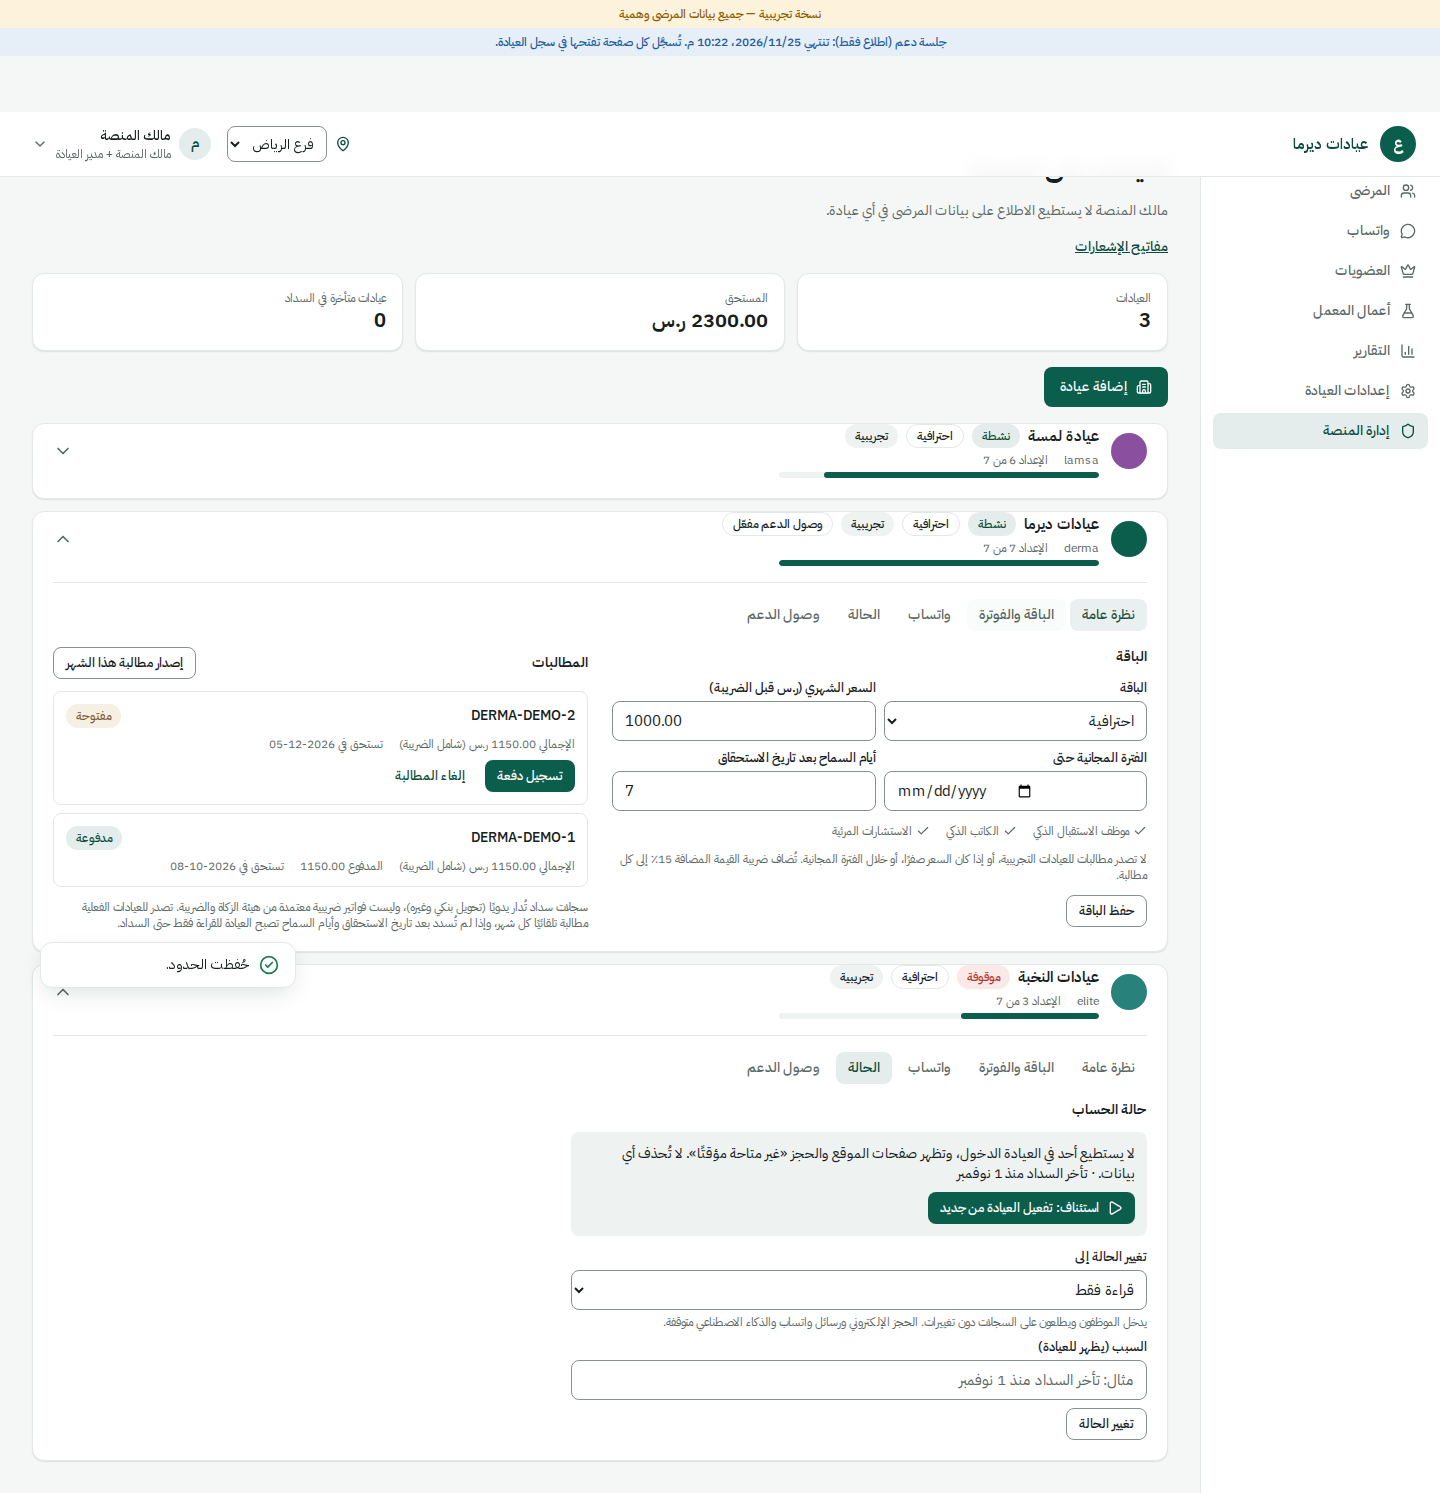 نسخة تجريبية — جميع بيانات المرضى وهمية
جلسة دعم (اطلاع فقط): تنتهي 2026/11/25، 10:22 م. تُسجَّل كل صفحة تفتحها في سجل العيادة.
ع
عيادات ديرما
فرع الرياض
م
مالك المنصة
مالك المنصة + مدير العيادة
المرضى
واتساب
العضويات
أعمال المعمل
التقارير
إعدادات العيادة
إدارة المنصة
مالك المنصة لا يستطيع الاطلاع على بيانات المرضى في أي عيادة.
مفاتيح الإشعارات
العيادات
3
المستحق
2300.00 ر.س
عيادات متأخرة في السداد
0
إضافة عيادة
عيادة لمسة نشطة احترافية تجريبية
lamsa الإعداد 6 من 7
عيادات ديرما نشطة احترافية تجريبية وصول الدعم مفعّل
derma الإعداد 7 من 7
نظرة عامة الباقة والفوترة واتساب الحالة وصول الدعم
الباقة
الباقة
احترافية
السعر الشهري (ر.س قبل الضريبة)
1000.00
الفترة المجانية حتى
mm/dd/yyyy
أيام السماح بعد تاريخ الاستحقاق
7
موظف الاستقبال الذكي الكاتب الذكي الاستشارات المرئية
لا تصدر مطالبات للعيادات التجريبية، أو إذا كان السعر صفرًا، أو خلال الفترة المجانية. تُضاف ضريبة القيمة المضافة 15٪ إلى كل
مطالبة.
حفظ الباقة
المطالبات
إصدار مطالبة هذا الشهر
DERMA-DEMO-2
مفتوحة
الإجمالي 1150.00 ر.س (شامل الضريبة) تستحق في 2026-12-05
تسجيل دفعة
إلغاء المطالبة
DERMA-DEMO-1
مدفوعة
الإجمالي 1150.00 ر.س (شامل الضريبة) المدفوع 1150.00 تستحق في 2026-10-08
سجلات سداد تُدار يدويًا (تحويل بنكي وغيره)، وليست فواتير ضريبية معتمدة من هيئة الزكاة والضريبة. تصدر للعيادات الفعلية
مطالبة تلقائيًا كل شهر، وإذا لم تُسدد بعد تاريخ الاستحقاق وأيام السماح تصبح العيادة للقراءة فقط حتى السداد.
حُفظت الحدود.
عيادات النخبة موقوفة احترافية تجريبية
elite الإعداد 3 من 7
نظرة عامة الباقة والفوترة واتساب الحالة وصول الدعم
حالة الحساب
لا يستطيع أحد في العيادة الدخول، وتظهر صفحات الموقع والحجز «غير متاحة مؤقتًا». لا تُحذف أي
بيانات. · تأخر السداد منذ 1 نوفمبر
استئناف: تفعيل العيادة من جديد
تغيير الحالة إلى
قراءة فقط
يدخل الموظفون ويطلعون على السجلات دون تغييرات. الحجز الإلكتروني ورسائل واتساب والذكاء الاصطناعي متوقفة.
السبب (يظهر للعيادة)
مثال: تأخر السداد منذ 1 نوفمبر
تغيير الحالة